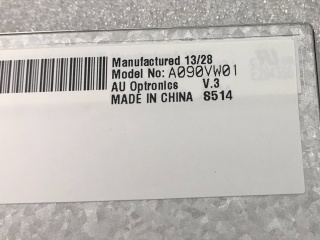 Manufactured 13/28
Model No: A090VW01
AU Optronics V.3
MADE IN CHINA 8514